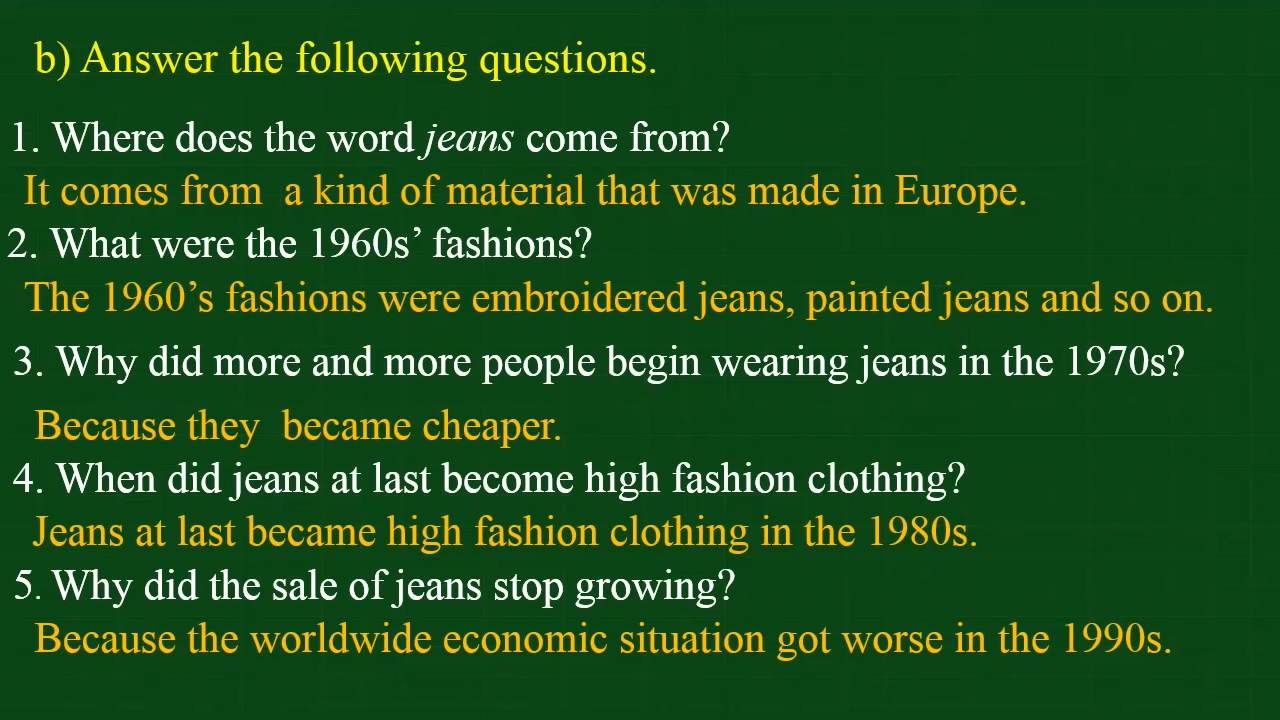 b) Answer the following questions.
1. Where does the word jeans come from?
It comes from a kind of material that was made in Europe.
2. What were the 1960s’ fashions?
The 1960’s fashions were embroidered jeans, painted jeans and so on.
3. Why did more and more people begin wearing jeans in the 1970s?
Because they became cheaper.
4. When did jeans at last become high fashion clothing?
Jeans at last became high fashion clothing in the 1980s.
5. Why did the sale of jeans stop growing?
Because the worldwide economic situation got worse in the 1990s.